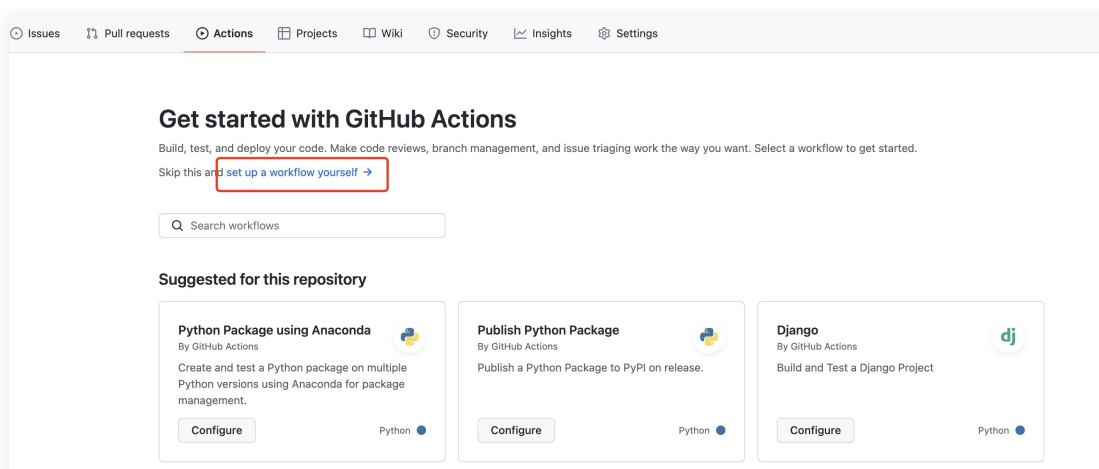 Issues Pull requests Actions Projects Wiki Security Insights Settings
Get started with GitHub Actions
Build, test, and deploy your code. Make code reviews, branch management, and issue triaging work the way you want. Select a workflow to get started.
Skip this and set up a workflow yourself →
Search workflows
Suggested for this repository
Python Package using Anaconda
By GitHub Actions
Create and test a Python package on multiple
Python versions using Anaconda for package
management.
Configure Python
Publish Python Package
By GitHub Actions
Publish a Python Package to PyPI on release.
Configure Python
Django
dj
By GitHub Actions
Build and Test a Django Project
Configure Python